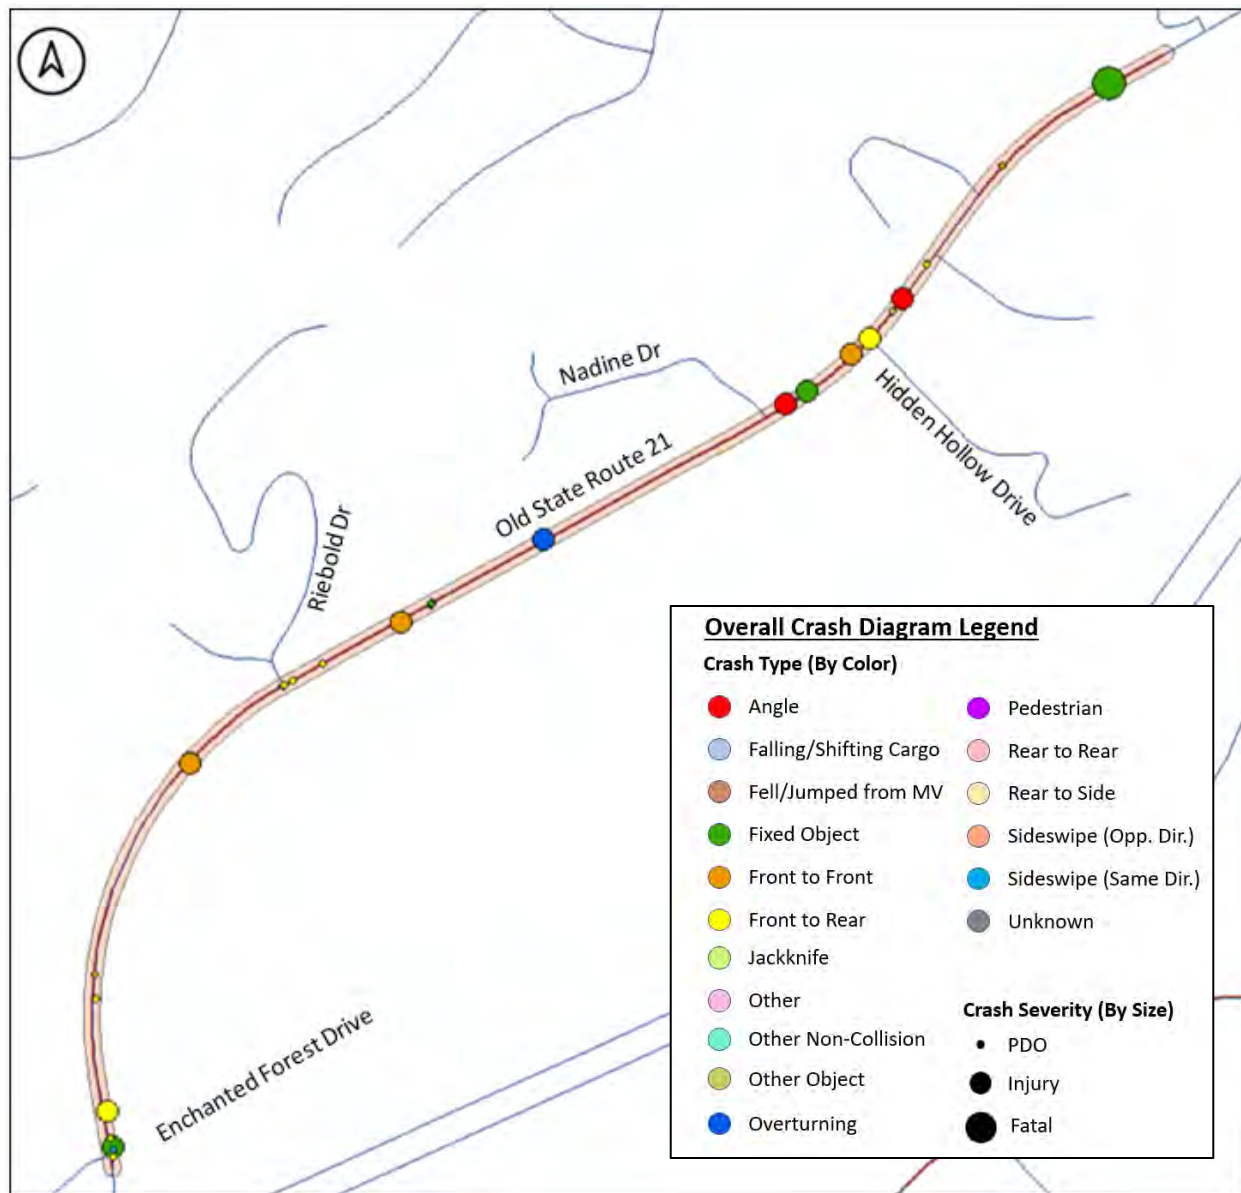 Nadine Dr
Hidden Hollow Drive
Old State Route 21
Riebold Dr
Enchanted Forest Drive
Overall Crash Diagram Legend
Crash Type (By Color)
Angle
Falling/Shifting Cargo
Fell/Jumped from MV
Fixed Object
Front to Front
Front to Rear
Jackknife
Other
Other Non-Collision
Other Object
Overturning
Pedestrian
Rear to Rear
Rear to Side
Sideswipe (Opp. Dir.)
Sideswipe (Same Dir.)
Unknown
Crash Severity (By Size)
PDO
Injury
Fatal